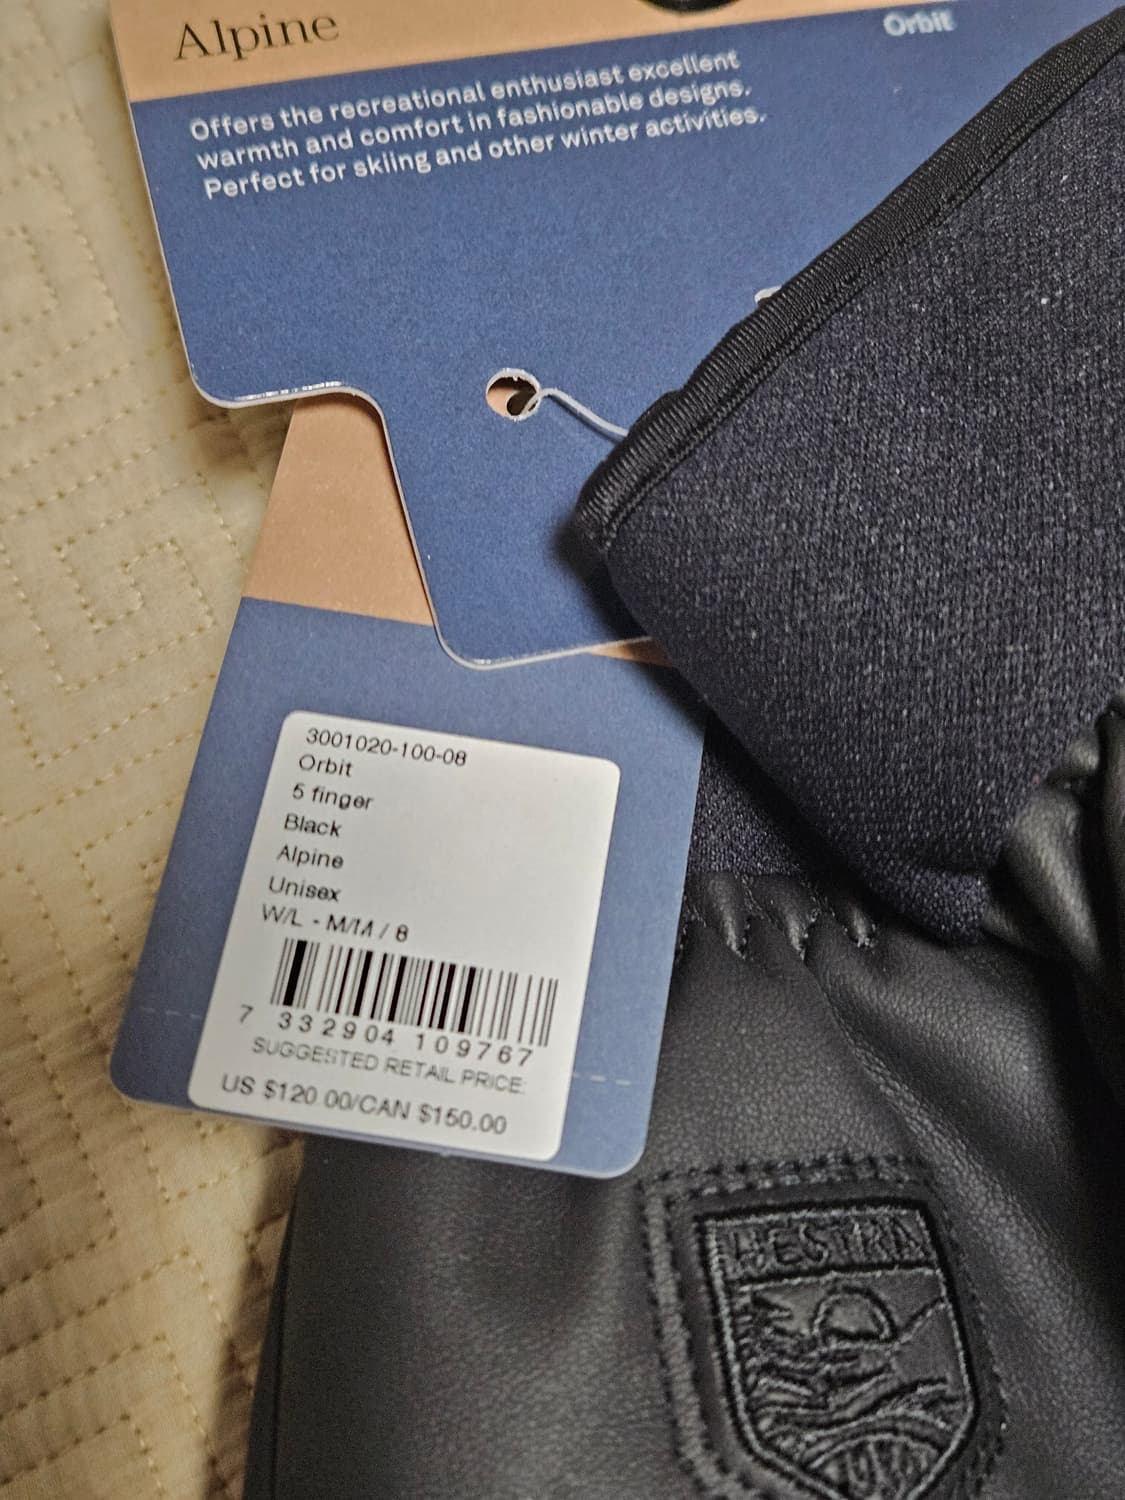 Alpine
Orbit
Offers the recreational enthusiast excellent
warmth and comfort in fashionable designs.
Perfect for skiing and other winter activities.
3001020-100-08
Orbit
5 finger
Black
Alpine
Unisex
W/L - M/M / 8
7 332904 109767
SUGGESTED RETAIL PRICE:
US $120.00/CAN $150.00
HESTRA